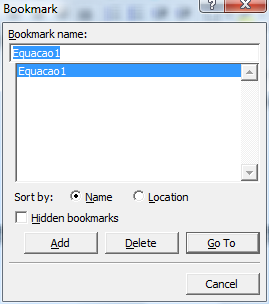 Bookmark
Bookmark name:
Equacao1
Equacao1
Sort by: Name Location
Hidden bookmarks
Add Delete Go To
Cancel